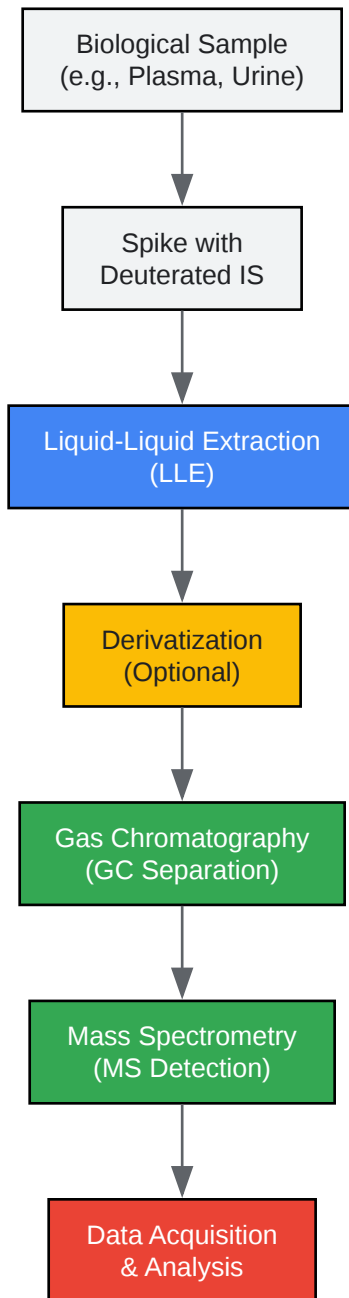 Biological Sample
(e.g., Plasma, Urine)
Spike with
Deuterated IS
Liquid-Liquid Extraction
(LLE)
Derivatization
(Optional)
Gas Chromatography
(GC Separation)
Mass Spectrometry
(MS Detection)
Data Acquisition
& Analysis